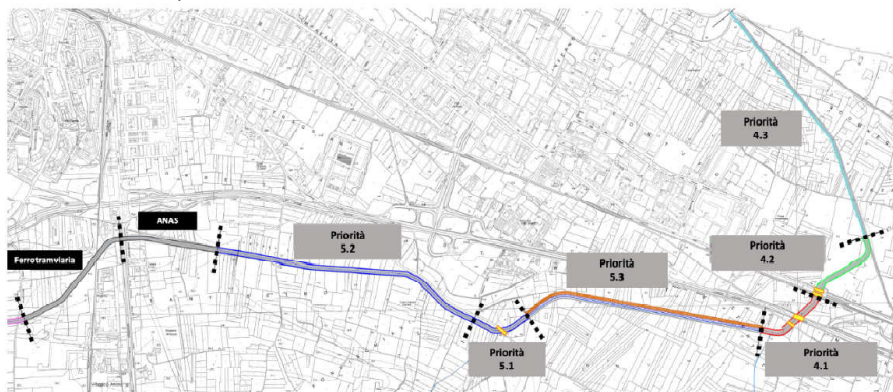 Priorità
4.3
ANAS
Priorità
5.2
Priorità
4.2
Ferrotramviaria
Priorità
5.3
Priorità
5.1
Priorità
4.1